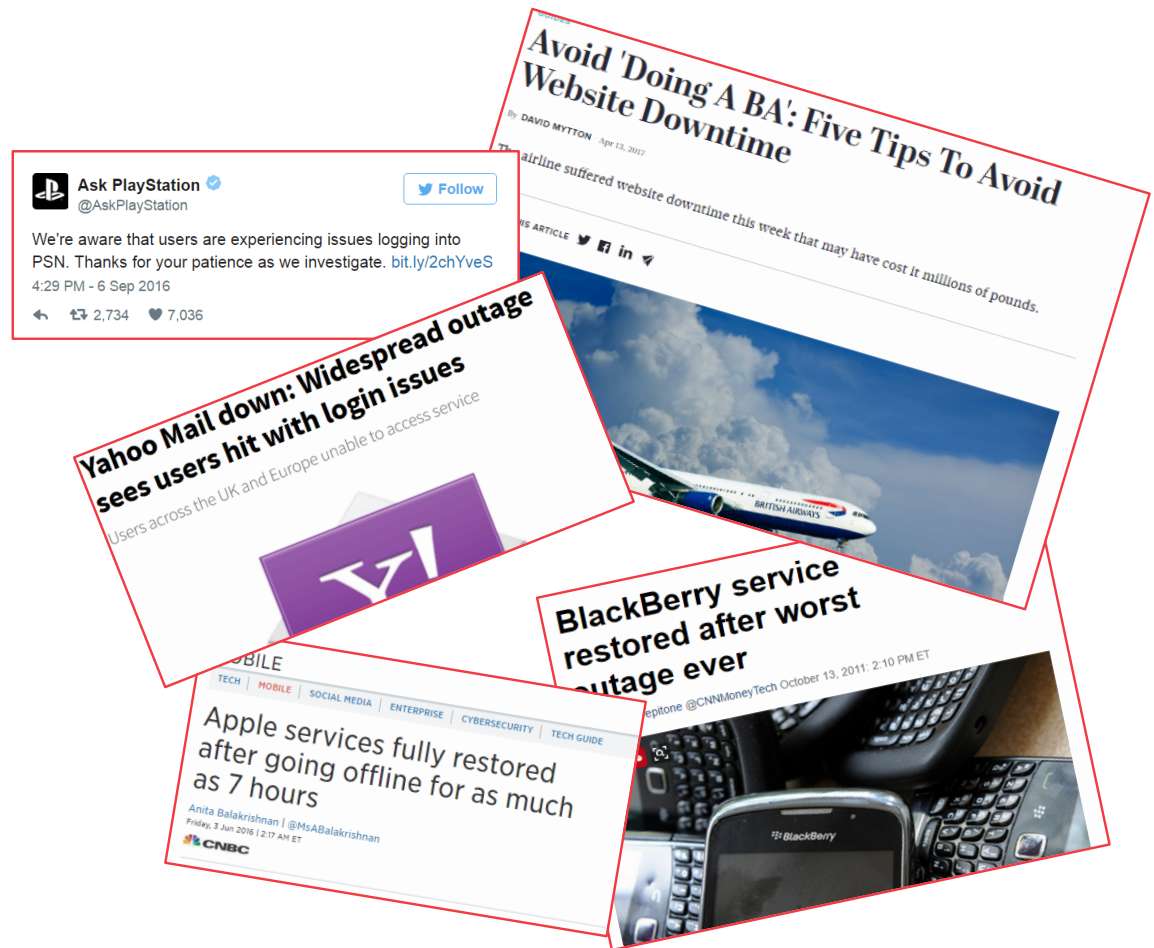 Ask PlayStation
@AskPlayStation
Follow
We're aware that users are experiencing issues logging into
PSN. Thanks for your patience as we investigate. bit.ly/2chYveS
4:29 PM - 6 Sep 2016
2,734 7,036
Avoid 'Doing A BA': Five Tips To Avoid
Website Downtime
By DAVID MYTTON Apr 13, 2017
airline suffered website downtime this week that may have cost it millions of pounds.
ARTICLE
BRITISH AIRWAYS
Yahoo Mail down: Widespread outage
sees users hit with login issues
Users across the UK and Europe unable to access service
Y!
BlackBerry service
restored after worst
outage ever
@CNNMoneyTech October 13, 2011: 2:10 PM ET
BlackBerry
TECH | MOBILE | SOCIAL MEDIA | ENTERPRISE | CYBERSECURITY | TECH GUIDE
Apple services fully restored
after going offline for as much
as 7 hours
Anita Balakrishnan | @MsABalakrishnan
Friday, 3 Jun 2016 | 2:17 AM ET
CNBC